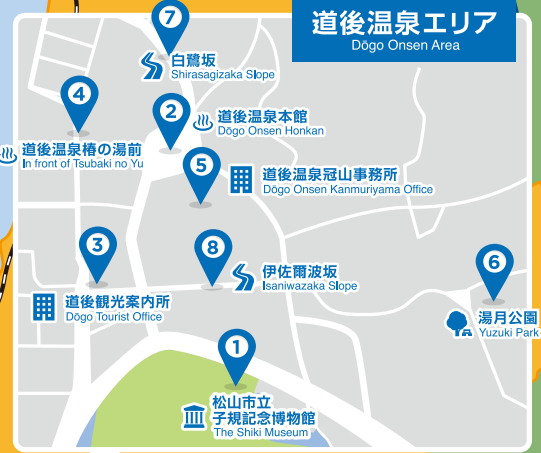 道後温泉エリア
Dōgo Onsen Area
7
白鷺坂
Shirasagizaka Slope
4
道後温泉椿の湯前
In front of Tsubaki no Yu
2
道後温泉本館
Dōgo Onsen Honkan
5
道後温泉冠山事務所
Dōgo Onsen Kanmuriyama Office
3
道後観光案内所
Dōgo Tourist Office
8
伊佐爾波坂
Isaniwazaka Slope
6
湯月公園
Yuzuki Park
1
松山市立
子規記念博物館
The Shiki Museum